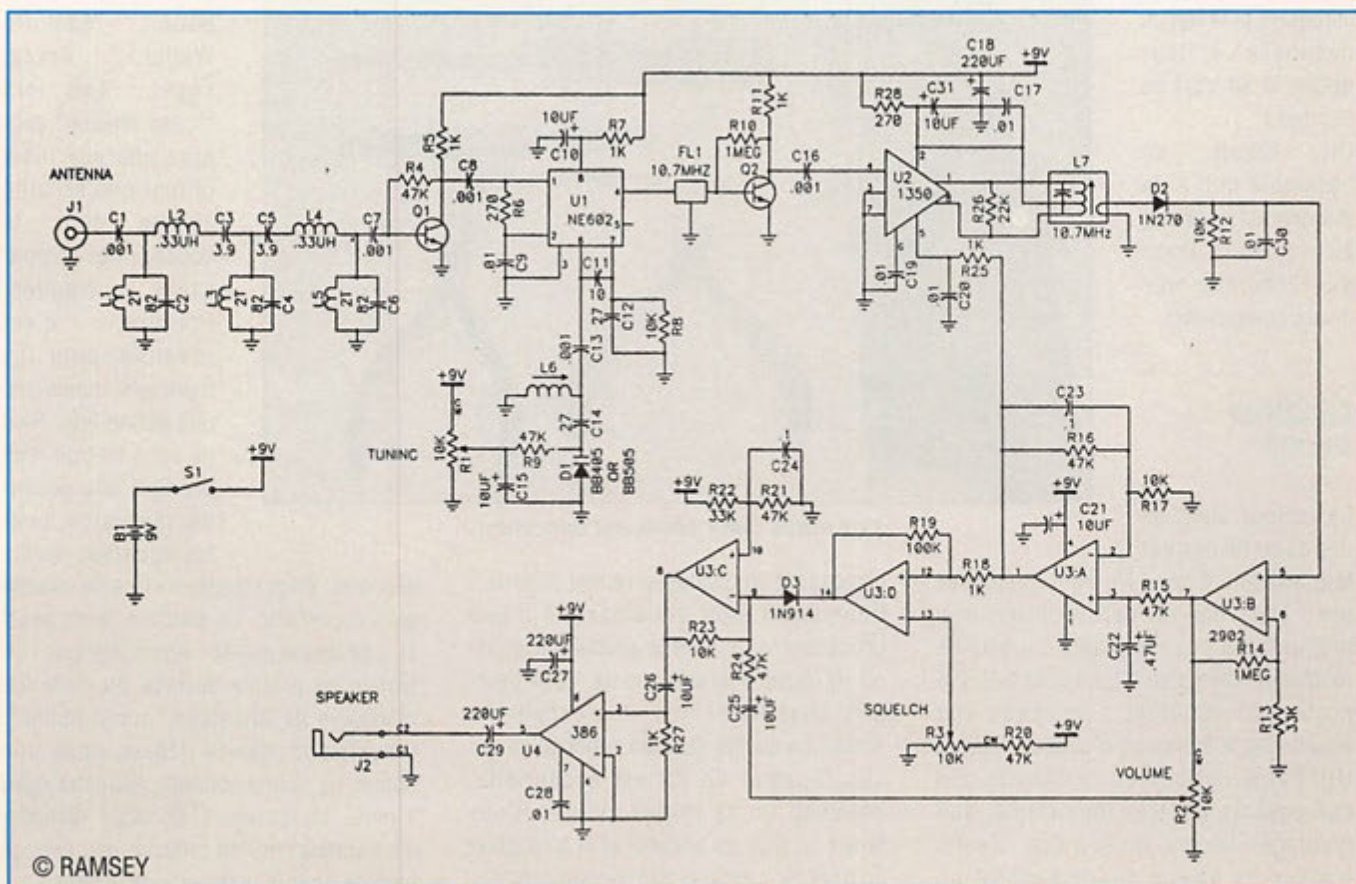 ANTENNA
J1
C1
.001
L2
.33UH
C3
3.9
C5
3.9
L4
.33UH
C7
.001
L1
2T
82
C2
L3
2T
82
C4
L5
2T
82
C6
R4
47K
R5
1K
Q1
C8
.001
R6
270
C9
.01
10UF
C10
R7
1K
U1
NE602
1
2
3
4
5
6
7
8
C11
10
C12
27
R8
10K
C13
.001
L6
C14
27
D1
BB405
OR
BB505
R9
47K
C15
10UF
+9V
R1
10K
TUNING
FL1
10.7MHZ
R10
1MEG
R11
1K
Q2
C16
.001
R28
270
C31
10UF
C18
220UF
C17
.01
+9V
U2
1350
C19
.01
C20
.01
R25
1K
R26
22K
L7
10.7MHz
D2
1N270
R12
10K
C30
.01
S1
+9V
B1
9V
C23
.1
R16
47K
R17
10K
+9V
C21
10UF
U3:A
R15
47K
C22
.47UF
U3:B
2902
R14
1MEG
R13
33K
VOLUME
R2
10K
C24
.1
+9V
R22
33K
R21
47K
U3:C
D3
1N914
U3:D
R19
100K
R18
1K
R23
10K
R24
47K
C25
10UF
SQUELCH
R3
10K
R20
47K
+9V
+9V
220UF
C27
C26
10UF
R27
1K
U4
386
C28
.01
220UF
C29
SPEAKER
J2
© RAMSEY